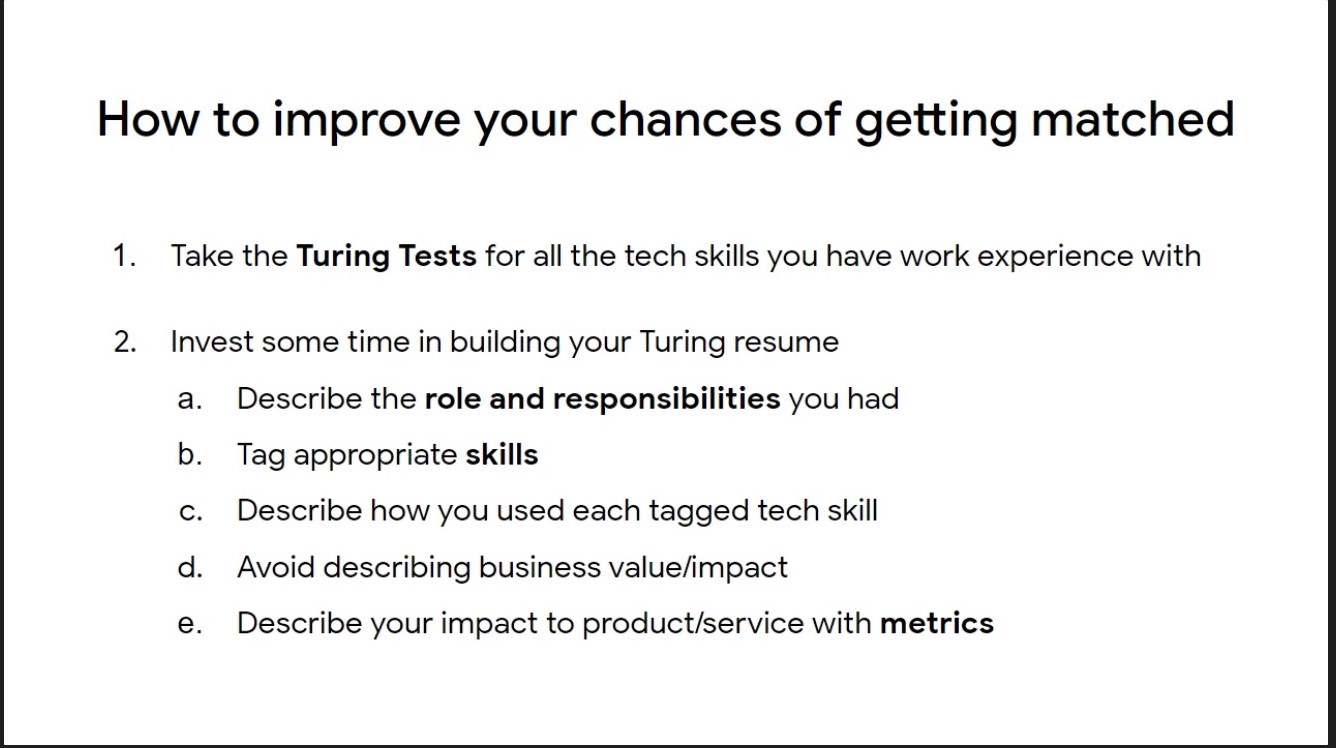 How to improve your chances of getting matched
1. Take the Turing Tests for all the tech skills you have work experience with
2. Invest some time in building your Turing resume
a. Describe the role and responsibilities you had
b. Tag appropriate skills
c. Describe how you used each tagged tech skill
d. Avoid describing business value/impact
e. Describe your impact to product/service with metrics